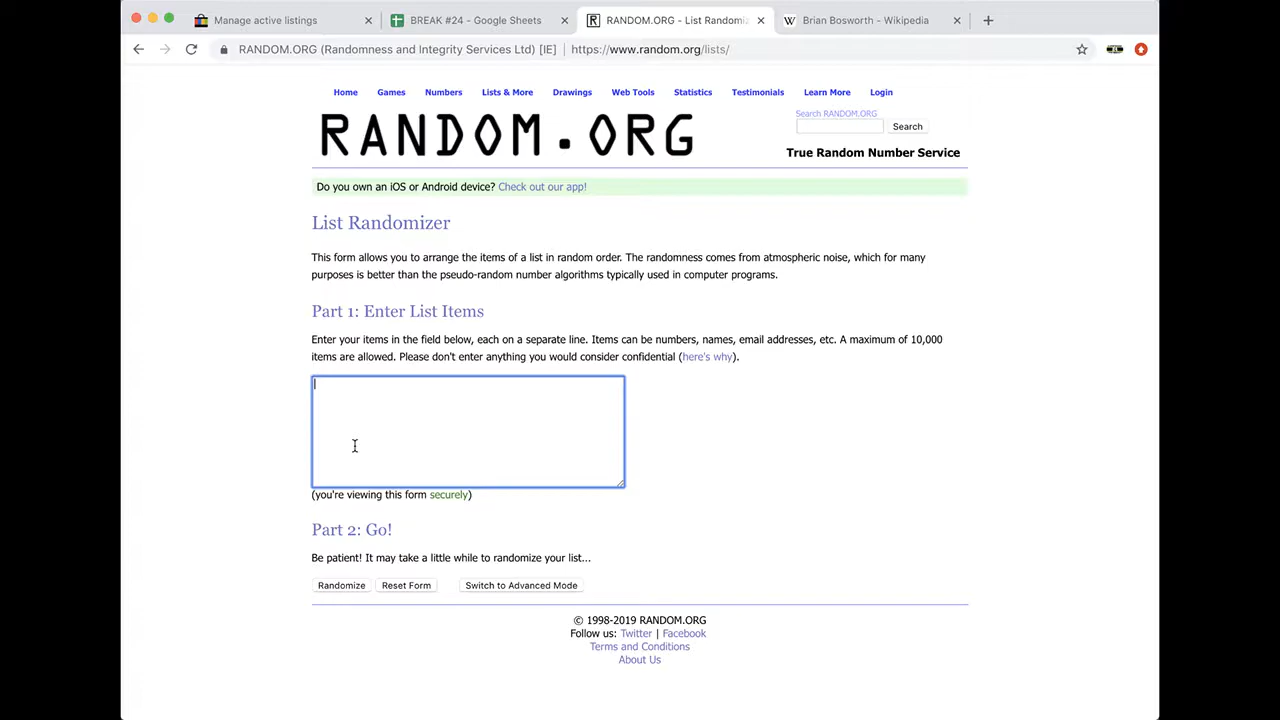 Manage active listings
BREAK #24 - Google Sheets
RANDOM.ORG - List Randomiz
Brian Bosworth - Wikipedia
RANDOM.ORG (Randomness and Integrity Services Ltd) [IE] | https://www.random.org/lists/
Home Games Numbers Lists & More Drawings Web Tools Statistics Testimonials Learn More Login
RANDOM.ORG
Search RANDOM.ORG
Search
True Random Number Service
Do you own an iOS or Android device? Check out our app!
List Randomizer
This form allows you to arrange the items of a list in random order. The randomness comes from atmospheric noise, which for many
purposes is better than the pseudo-random number algorithms typically used in computer programs.
Part 1: Enter List Items
Enter your items in the field below, each on a separate line. Items can be numbers, names, email addresses, etc. A maximum of 10,000
items are allowed. Please don't enter anything you would consider confidential (here's why).
(you're viewing this form securely)
Part 2: Go!
Be patient! It may take a little while to randomize your list...
Randomize Reset Form Switch to Advanced Mode
© 1998-2019 RANDOM.ORG
Follow us: Twitter | Facebook
Terms and Conditions
About Us